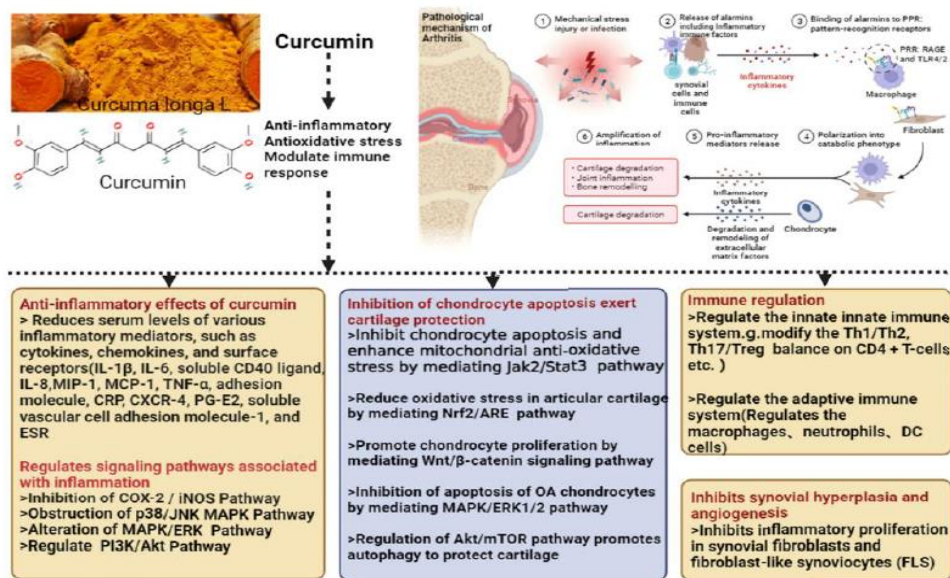 Curcuma longa L.
Curcumin
Curcumin
Anti-inflammatory
Antioxidative stress
Modulate immune
response
Pathological
mechanism of
Arthritis
1 Mechanical stress
injury or infection
2 Release of alarmins
including inflammatory
immune factors
3 Binding of alarmins to PPR:
pattern-recognition receptors
synovial
cells and
immune
cells
Inflammatory
cytokines
PRR: RAGE
and TLR4/2
Macrophage
Fibroblast
4 Polarization into
catabolic phenotype
5 Pro-inflammatory
mediators release
6 Amplification of
inflammation
• Cartilage degradation
• Joint inflammation
• Bone remodelling
Inflammatory
cytokines
Cartilage degradation
Degradation and
remodeling of
extracellular
matrix factors
Chondrocyte
Bone
Anti-inflammatory effects of curcumin
> Reduces serum levels of various
inflammatory mediators, such as
cytokines, chemokines, and surface
receptors(IL-1β, IL-6, soluble CD40 ligand,
IL-8,MIP-1, MCP-1, TNF-α, adhesion
molecule, CRP, CXCR-4, PG-E2, soluble
vascular cell adhesion molecule-1, and
ESR
Regulates signaling pathways associated
with inflammation
>Inhibition of COX-2 / iNOS Pathway
>Obstruction of p38/JNK MAPK Pathway
>Alteration of MAPK/ERK Pathway
>Regulate PI3K/Akt Pathway
Inhibition of chondrocyte apoptosis exert
cartilage protection
> Inhibit chondrocyte apoptosis and
enhance mitochondrial anti-oxidative
stress by mediating Jak2/Stat3 pathway
>Reduce oxidative stress in articular cartilage
by mediating Nrf2/ARE pathway
>Promote chondrocyte proliferation by
mediating Wnt/β-catenin signaling pathway
>Inhibition of apoptosis of OA chondrocytes
by mediating MAPK/ERK1/2 pathway
>Regulation of Akt/mTOR pathway promotes
autophagy to protect cartilage
Immune regulation
>Regulate the innate innate immune
system.g.modify the Th1/Th2,
Th17/Treg balance on CD4 + T-cells
etc. )
>Regulate the adaptive immune
system(Regulates the
macrophages、neutrophils、DC
cells)
Inhibits synovial hyperplasia and
angiogenesis
>Inhibits inflammatory proliferation
in synovial fibroblasts and
fibroblast-like synoviocytes (FLS)